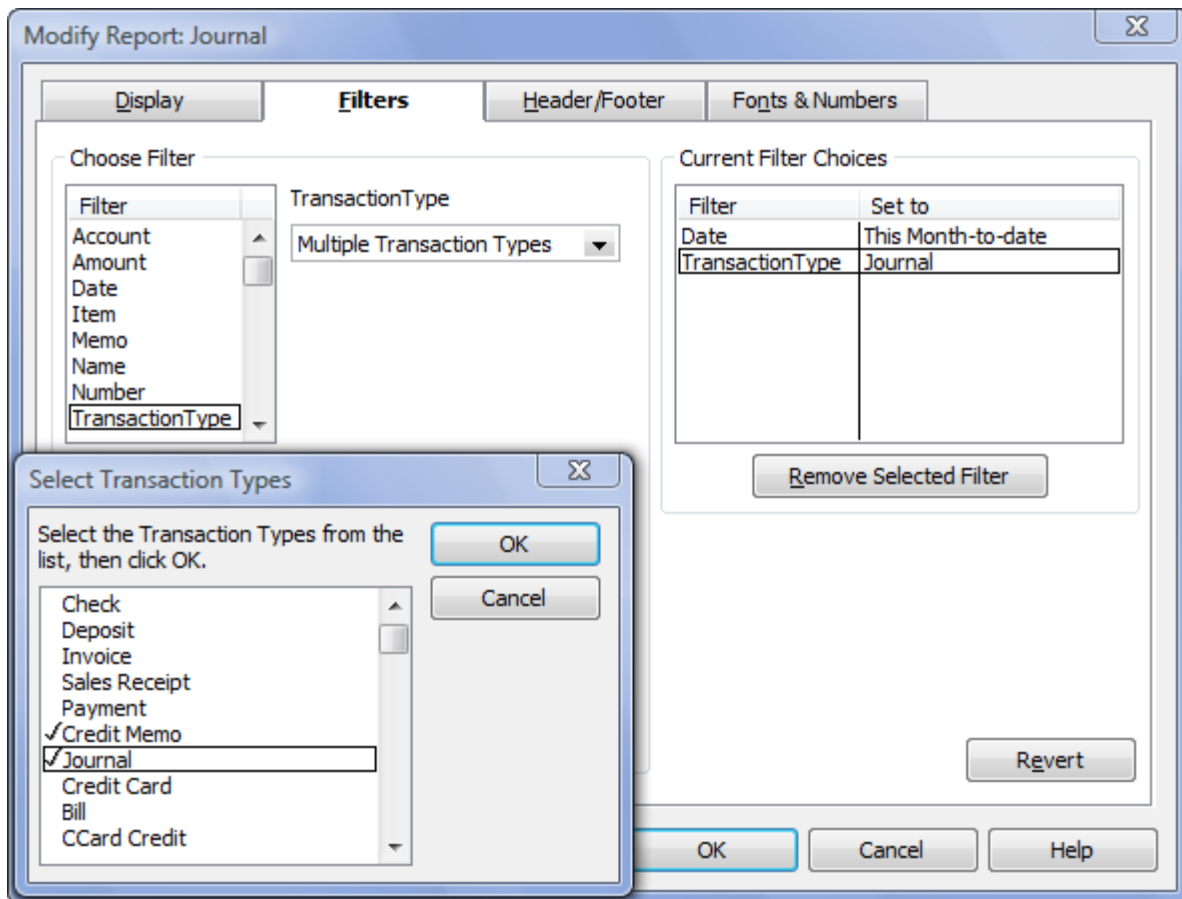 Modify Report: Journal
Display
Filters
Header/Footer
Fonts & Numbers
Choose Filter
Filter
Account
Amount
Date
Item
Memo
Name
Number
TransactionType
TransactionType
Multiple Transaction Types
Current Filter Choices
Filter Set to
Date This Month-to-date
TransactionType Journal
Remove Selected Filter
Select Transaction Types
Select the Transaction Types from the
list, then click OK.
OK
Cancel
Check
Deposit
Invoice
Sales Receipt
Payment
✓Credit Memo
✓Journal
Credit Card
Bill
CCard Credit
Revert
OK
Cancel
Help